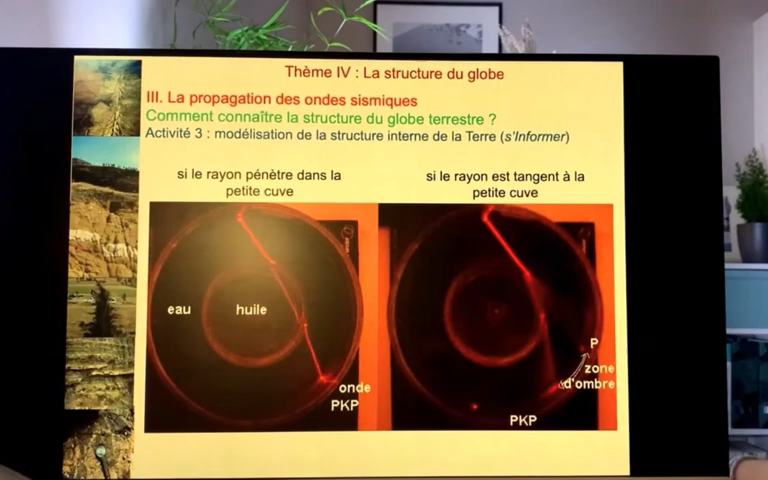 Thème IV : La structure du globe
III. La propagation des ondes sismiques
Comment connaître la structure du globe terrestre ?
Activité 3 : modélisation de la structure interne de la Terre (s'Informer)
si le rayon pénètre dans la
petite cuve
si le rayon est tangent à la
petite cuve
eau
huile
onde
PKP
P
zone
d'ombre
PKP